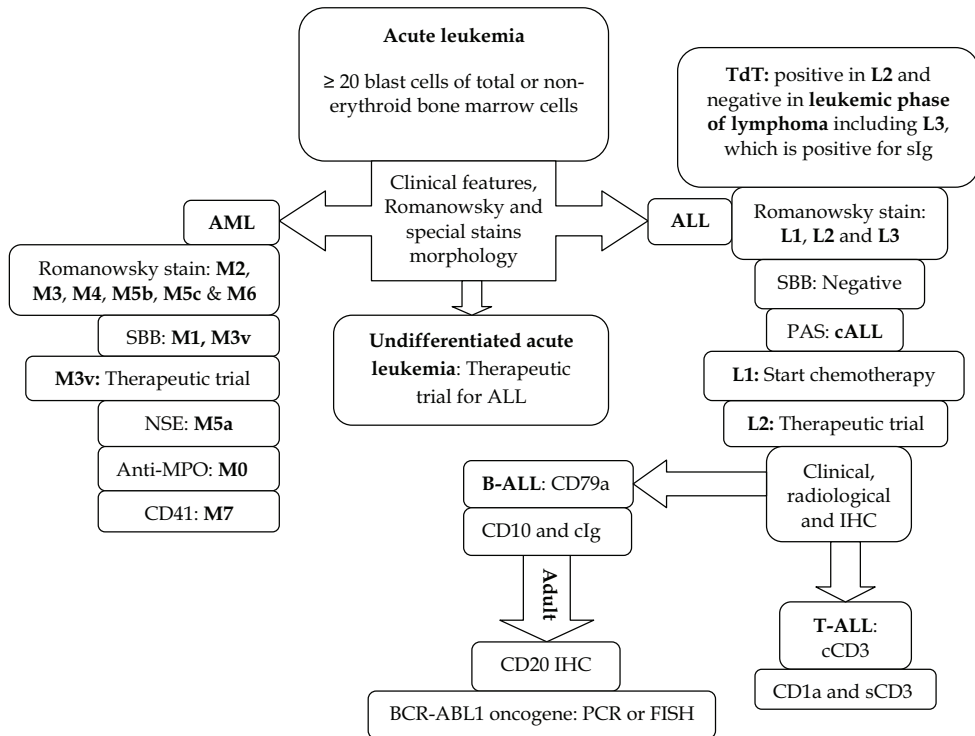 Acute leukemia
≥ 20 blast cells of total or non-
erythroid bone marrow cells
TdT: positive in L2 and
negative in leukemic phase
of lymphoma including L3,
which is positive for sIg
Clinical features,
Romanowsky and
special stains
morphology
AML
Romanowsky stain: M2,
M3, M4, M5b, M5c & M6
SBB: M1, M3v
M3v: Therapeutic trial
NSE: M5a
Anti-MPO: M0
CD41: M7
Undifferentiated acute
leukemia: Therapeutic
trial for ALL
ALL
Romanowsky stain:
L1, L2 and L3
SBB: Negative
PAS: cALL
L1: Start chemotherapy
L2: Therapeutic trial
Clinical,
radiological
and IHC
B-ALL: CD79a
CD10 and cIg
Adult
CD20 IHC
BCR-ABL1 oncogene: PCR or FISH
T-ALL:
cCD3
CD1a and sCD3